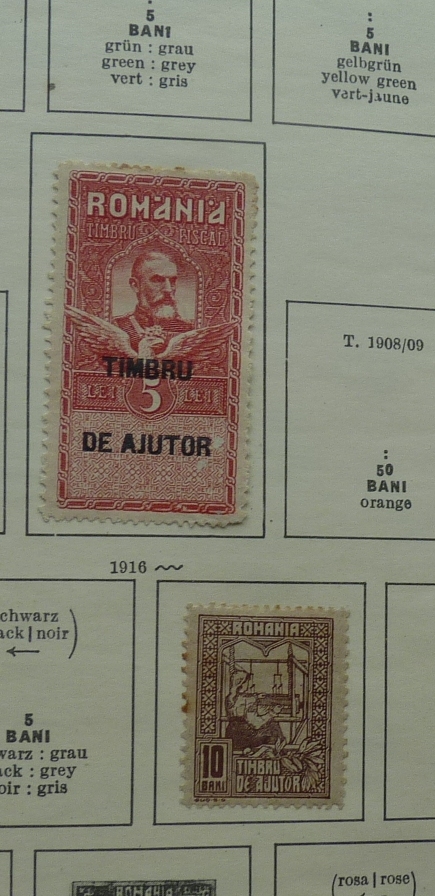 :
5
BANI
grün : grau
green : grey
vert : gris
:
5
BANI
gelbgrün
yellow green
vert-jaune
ROMANIA
TIMBRU FISCAL
TIMBRU
LEI 5 LEI
DE AJUTOR
T. 1908/09
:
50
BANI
orange
1916
chwarz
ack | noir)
←
5
BANI
warz : grau
ack : grey
oir : gris
ROMANIA
10
BANI
TIMBRU
DE AJUTOR
ROMANIA
(rosa | rose)